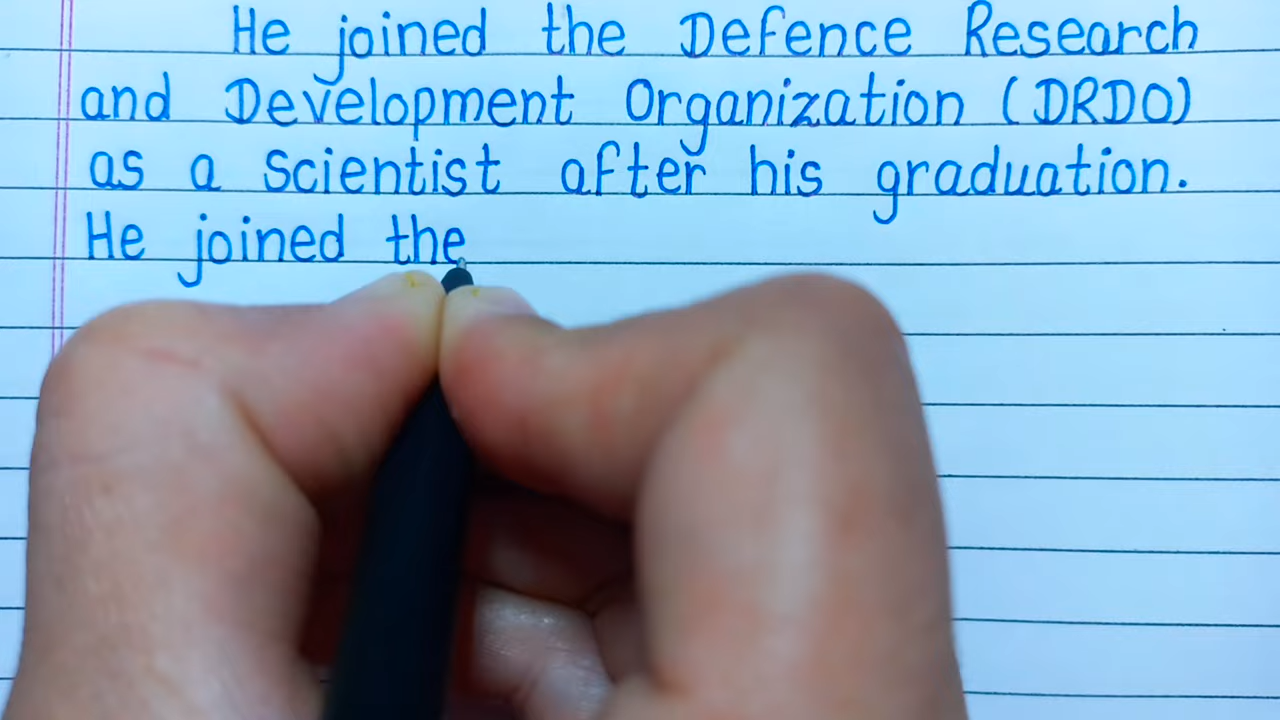 He joined the Defence Research
and Development Organization (DRDO)
as a scientist after his graduation.
He joined the